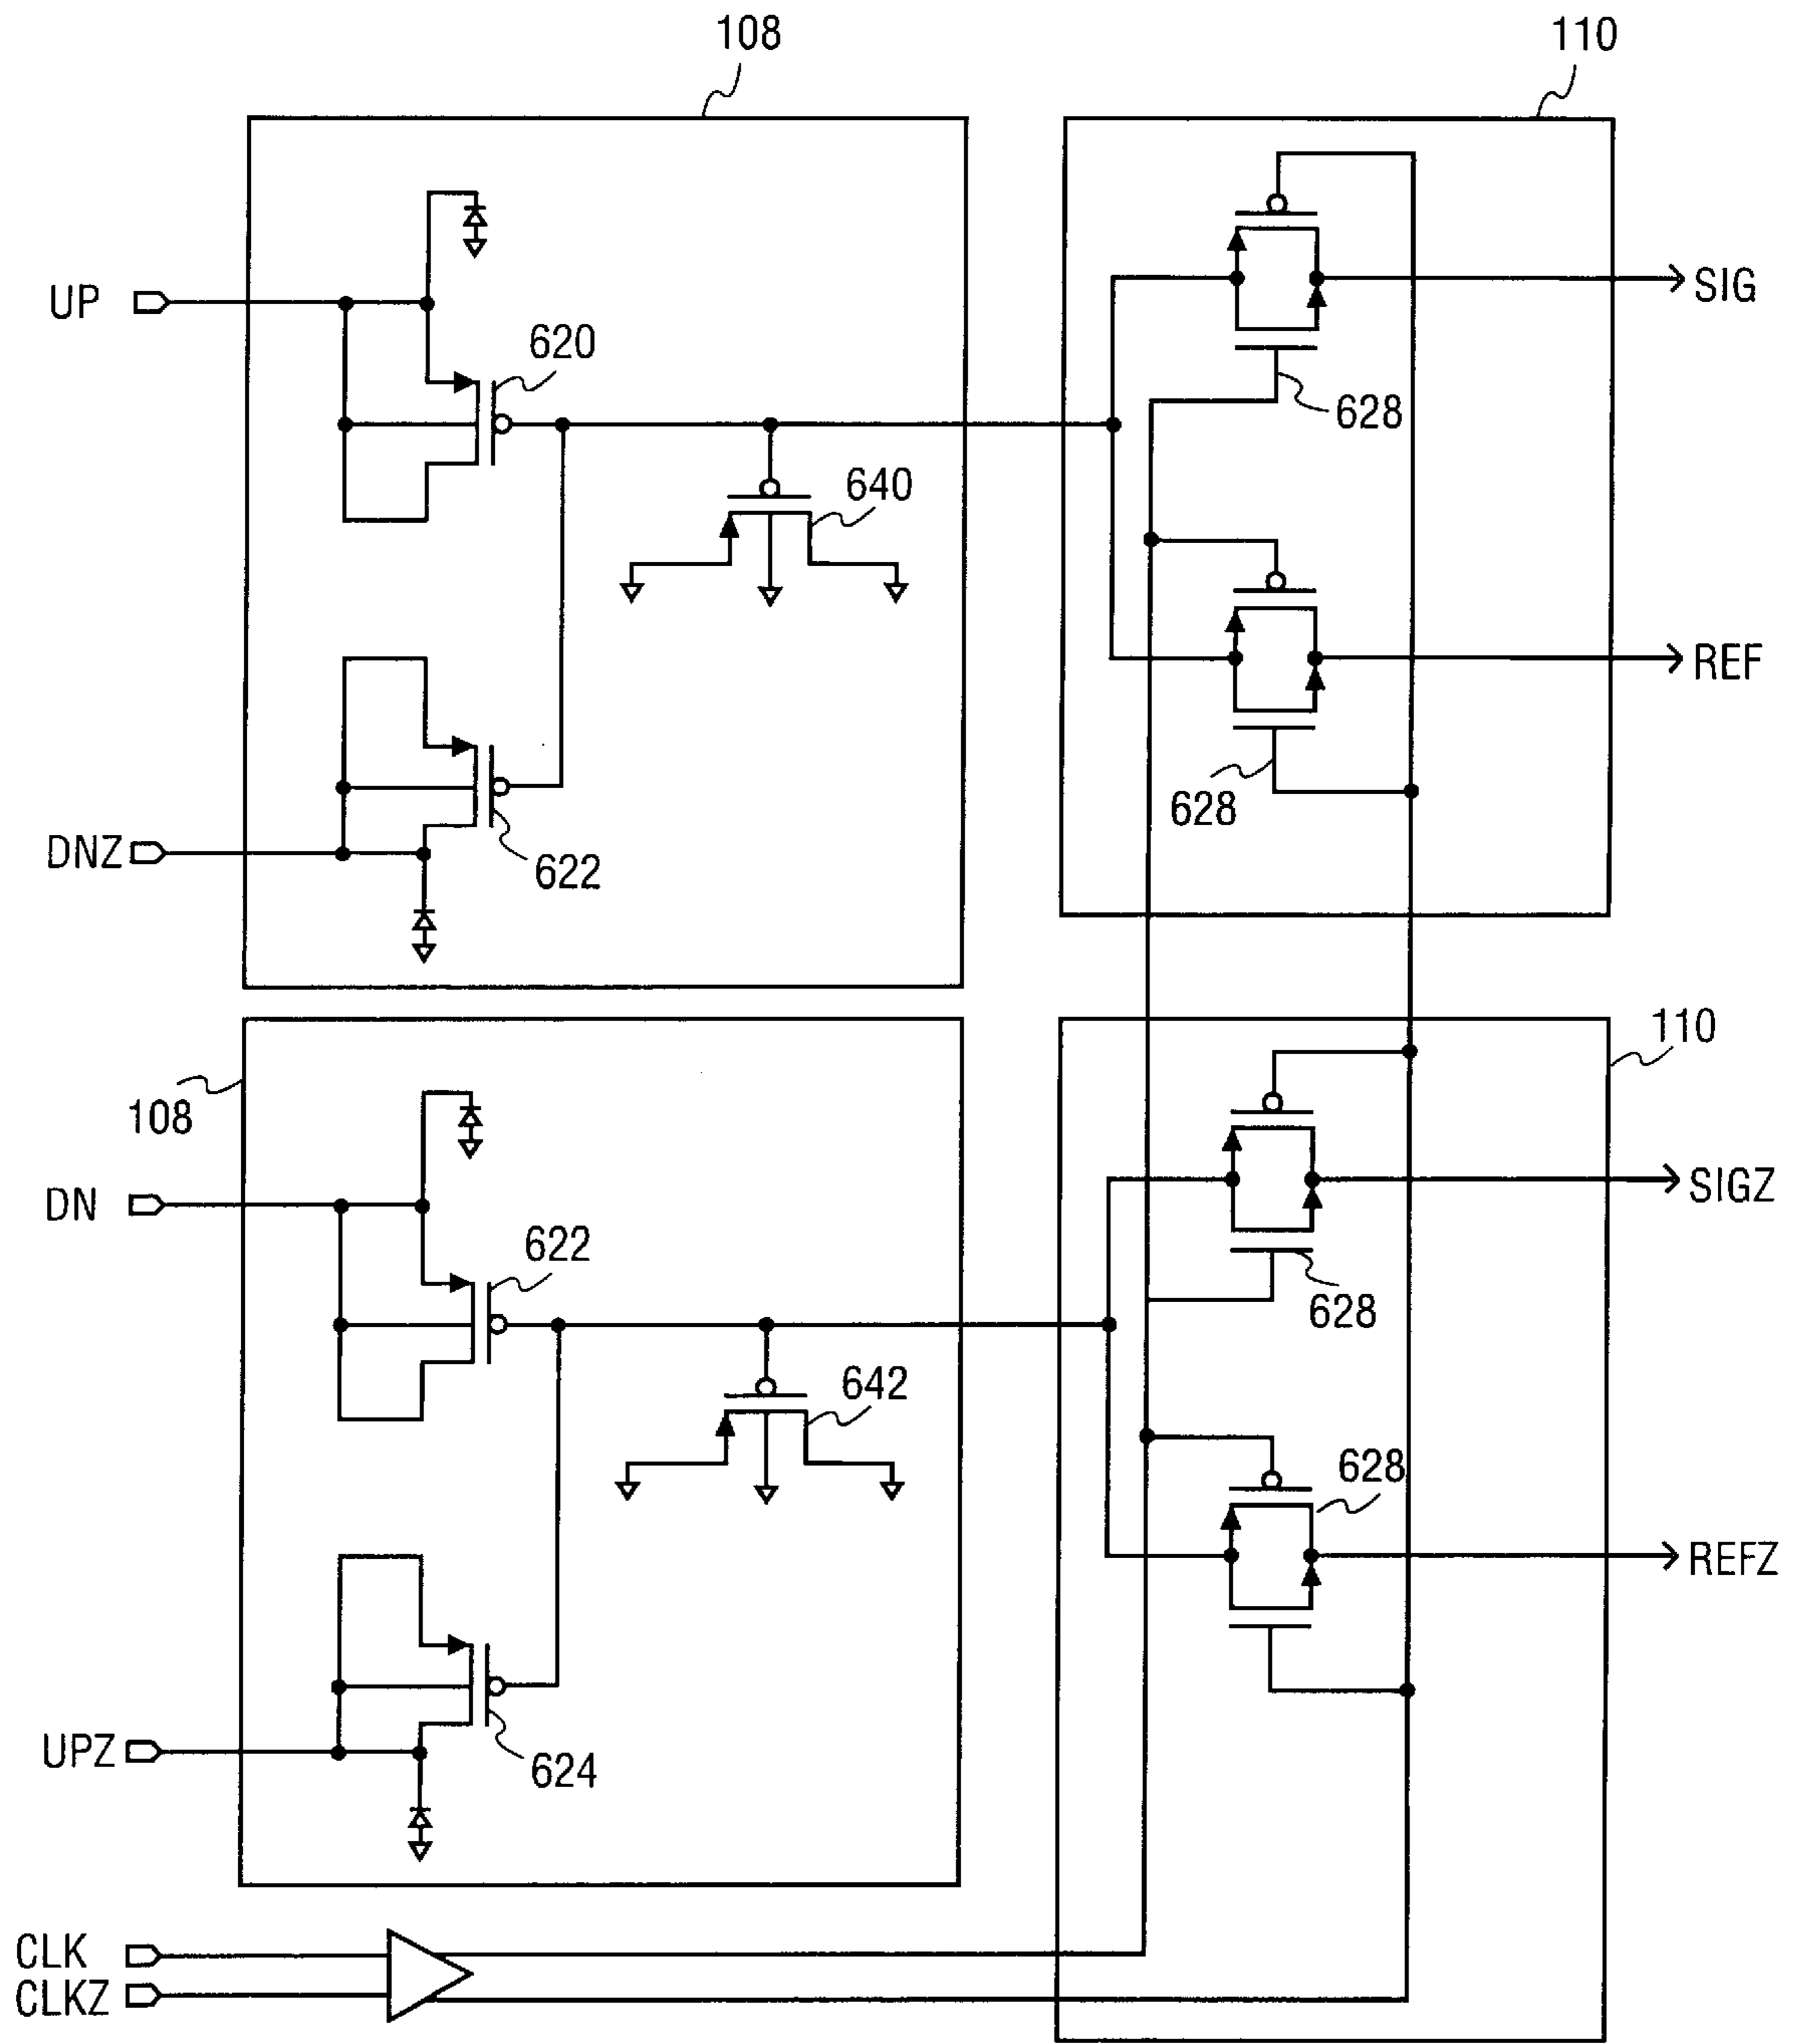 108
110
UP
620
SIG
628
640
REF
628
DNZ
622
110
108
DN
622
SIGZ
628
642
628
REFZ
UPZ
624
CLK
CLKZ